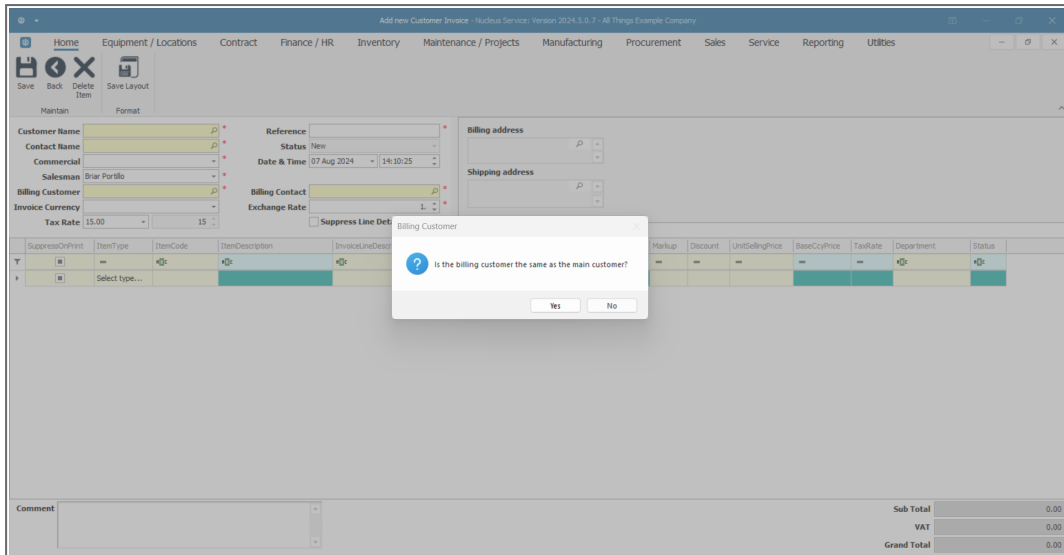 Add new Customer Invoice - Nucleus Service: Version 2024.5.0.7 - All Things Example Company
Home Equipment / Locations Contract Finance / HR Inventory Maintenance / Projects Manufacturing Procurement Sales Service Reporting Utilities
Save Back Delete Item Save Layout
Maintain Format
Customer Name * Reference * Billing address
Contact Name * Status New
Commercial * Date & Time 07 Aug 2024 14:10:25
Salesman Briar Portillo * Shipping address
Billing Customer * Billing Contact *
Invoice Currency Exchange Rate 1. *
Tax Rate 15.00 15 Suppress Line Deta
Billing Customer
Is the billing customer the same as the main customer?
Yes No
SuppressOnPrint ItemType ItemCode ItemDescription InvoiceLineDescr Markup Discount UnitSellingPrice BaseCcyPrice TaxRate Department Status
Select type...
Comment Sub Total 0.00
VAT 0.00
Grand Total 0.00